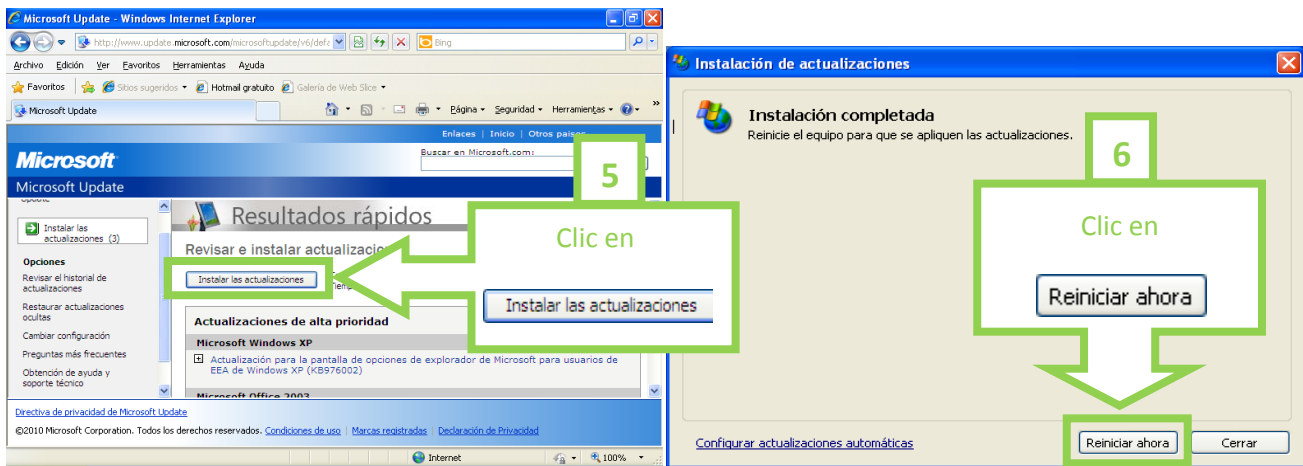 Microsoft Update - Windows Internet Explorer
http://www.update.microsoft.com/microsoftupdate/v6/defa
Bing
Archivo Edición Ver Favoritos Herramientas Ayuda
Favoritos Sitios sugeridos Hotmail gratuito Galería de Web Slice
Microsoft Update Página Seguridad Herramientas
Enlaces | Inicio | Otros países
Microsoft
Buscar en Microsoft.com:
Microsoft Update
Instalar las
actualizaciones (3)
Opciones
Revisar el historial de
actualizaciones
Restaurar actualizaciones
ocultas
Cambiar configuración
Preguntas más frecuentes
Obtención de ayuda y
soporte técnico
Resultados rápidos
Revisar e instalar
Instalar las actualizaciones
Actualizaciones de alta prioridad
Microsoft Windows XP
Actualización para la pantalla de opciones de explorador de Microsoft para usuarios de
EEA de Windows XP (KB976002)
Microsoft Office 2003
5
Clic en
Instalar las actualizaciones
Directiva de privacidad de Microsoft Update
©2010 Microsoft Corporation. Todos los derechos reservados. Condiciones de uso | Marcas registradas | Declaración de Privacidad
Internet 100%
Instalación de actualizaciones
Instalación completada
Reinicie el equipo para que se apliquen las actualizaciones.
6
Clic en
Reiniciar ahora
Configurar actualizaciones automáticas
Reiniciar ahora
Cerrar